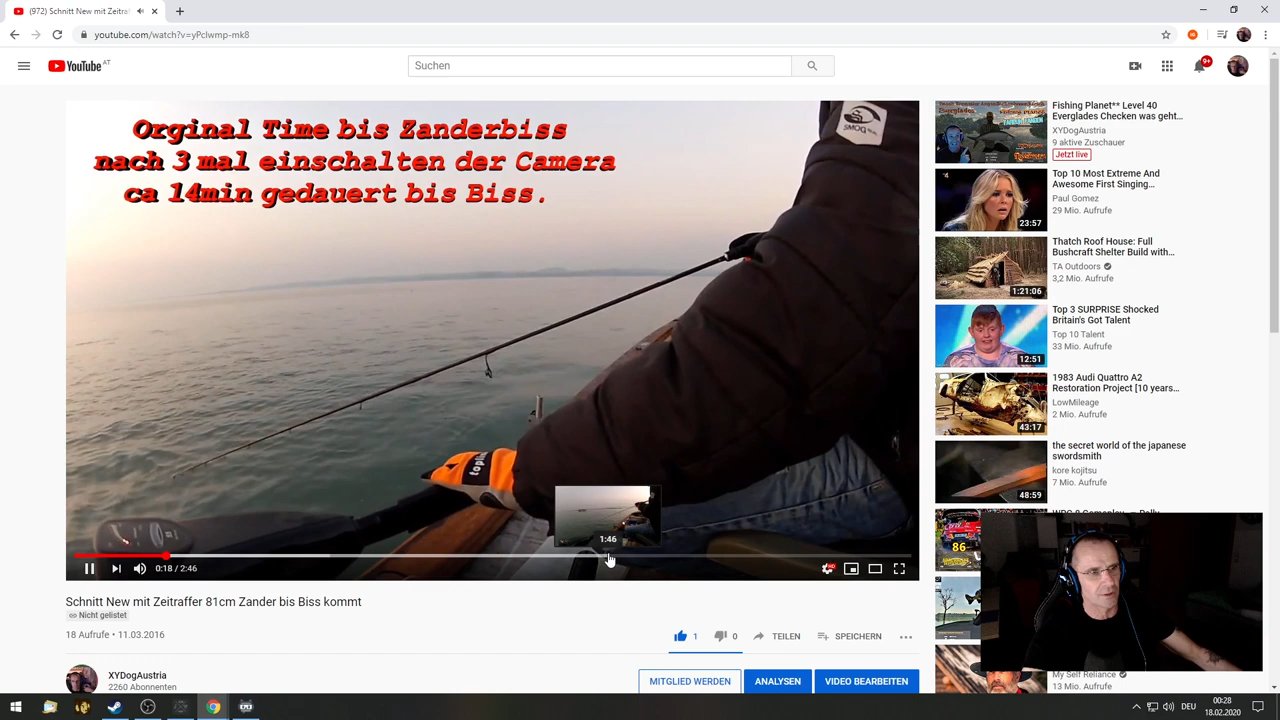 (972) Schnitt New mit Zeitraf
youtube.com/watch?v=yPcIwmp-mk8
YouTube AT
Suchen
9+
Orginal Time bis Zanderbiss
nach 3 mal einschalten der Camera
ca 14min gedauert bis Biss.
SMOQ
topline
1:46
0:18 / 2:46
HD
Schnitt New mit Zeitraffer 81cm Zander bis Biss kommt
Nicht gelistet
18 Aufrufe • 11.03.2016
1
0
TEILEN
SPEICHERN
XYDogAustria
2260 Abonnenten
MITGLIED WERDEN
ANALYSEN
VIDEO BEARBEITEN
Fishing Planet** Level 40
Everglades Checken was geht...
XYDogAustria
9 aktive Zuschauer
Jetzt live
Top 10 Most Extreme And
Awesome First Singing...
Paul Gomez
29 Mio. Aufrufe
23:57
Thatch Roof House: Full
Bushcraft Shelter Build with...
TA Outdoors
3,2 Mio. Aufrufe
1:21:06
Top 3 SURPRISE Shocked
Britain's Got Talent
Top 10 Talent
33 Mio. Aufrufe
12:51
1983 Audi Quattro A2
Restoration Project [10 years...
LowMileage
2 Mio. Aufrufe
43:17
the secret world of the japanese
swordsmith
kore kojitsu
7 Mio. Aufrufe
48:59
86
My Self Reliance
13 Mio. Aufrufe
DEU
00:28
18.02.2020